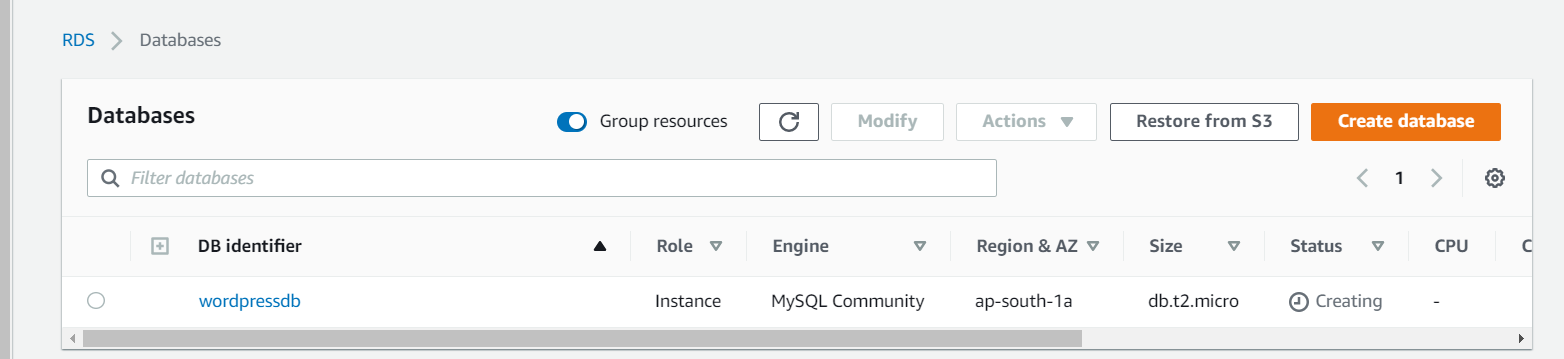 RDS > Databases
Databases Group resources Modify Actions Restore from S3 Create database
Filter databases 1
DB identifier Role Engine Region & AZ Size Status CPU C
wordpressdb Instance MySQL Community ap-south-1a db.t2.micro Creating -